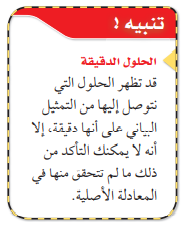 تنبيه !
الحلول الدقيقة
قد تظهر الحلول التي
نتوصل إليها من التمثيل
البياني على أنها دقيقة، إلا
أنه لا يمكنك التأكد من
ذلك ما لم تتحقق منها في
المعادلة الأصلية.